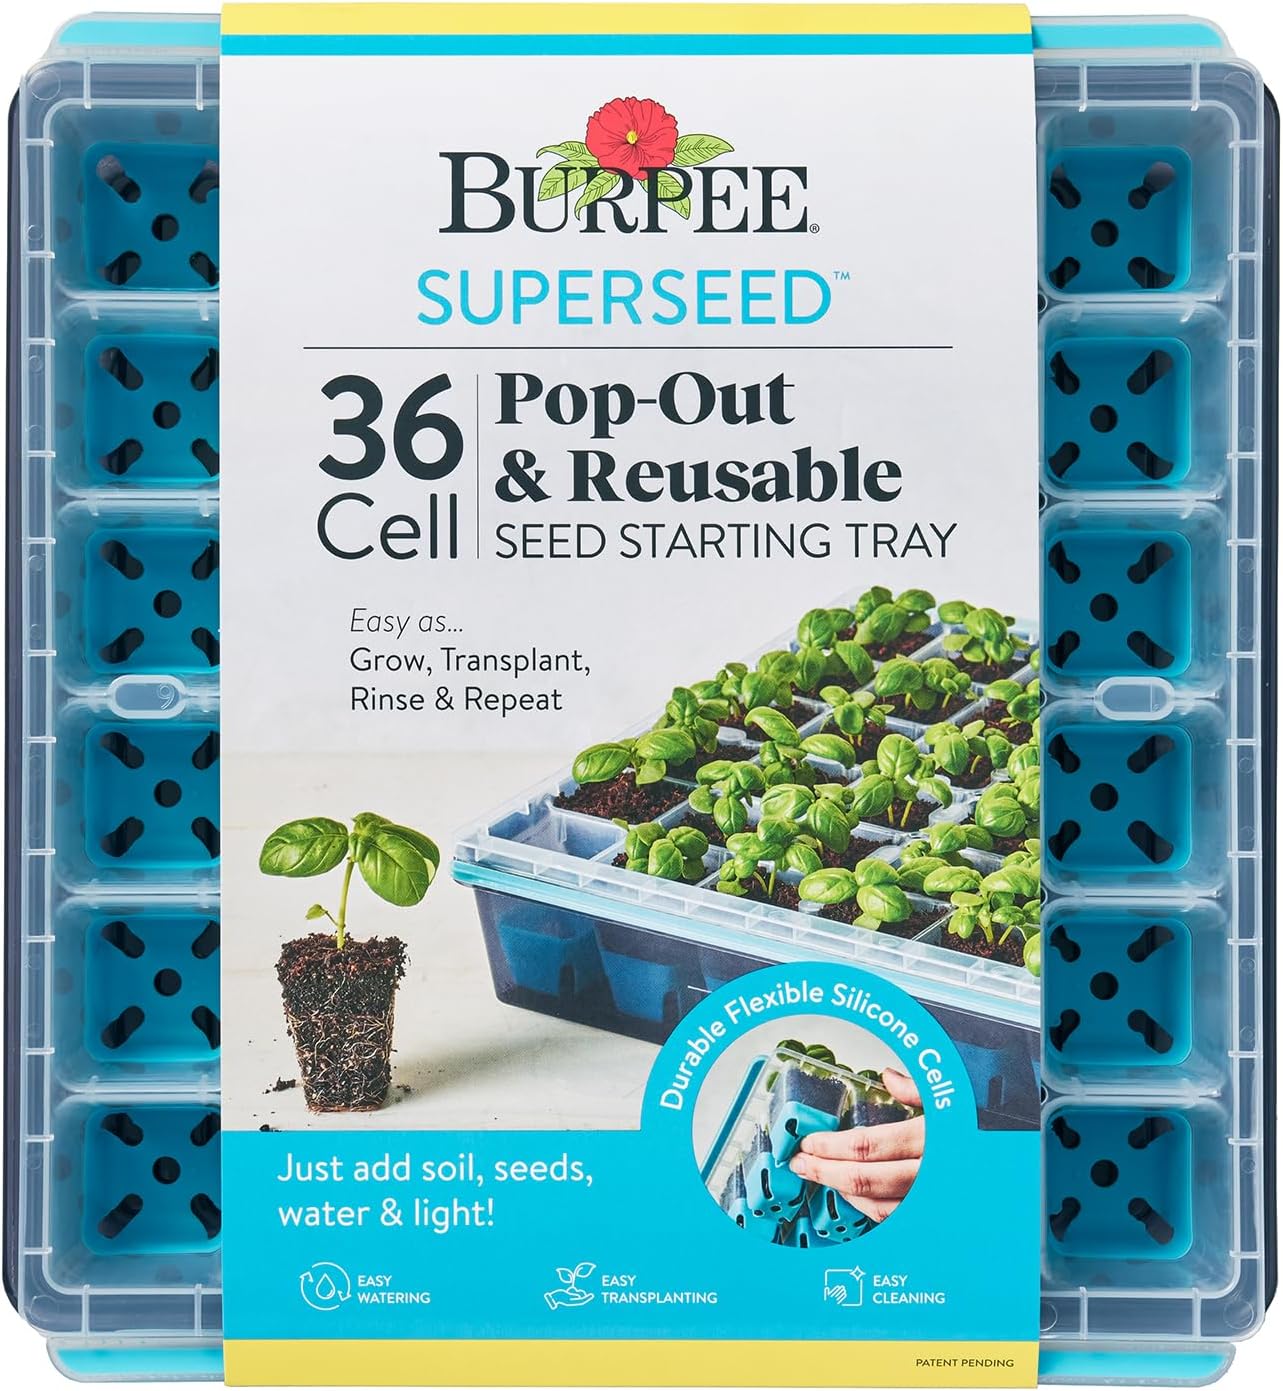 BURPEE®
SUPERSEED™
36
Cell
Pop-Out
& Reusable
SEED STARTING TRAY
Easy as...
Grow, Transplant,
Rinse & Repeat
Durable Flexible Silicone Cells
Just add soil, seeds,
water & light!
EASY
WATERING
EASY
TRANSPLANTING
EASY
CLEANING
PATENT PENDING